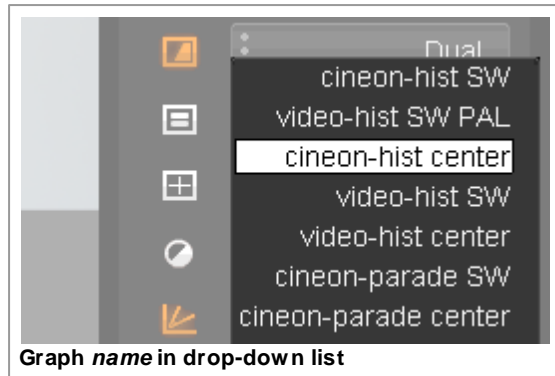 Dual
cineon-hist SW
video-hist SW PAL
cineon-hist center
video-hist SW
video-hist center
cineon-parade SW
cineon-parade center
Graph name in drop-down list